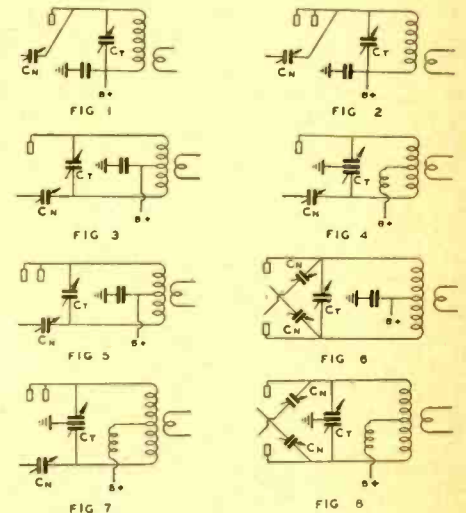 CT
CN
B+
FIG 1
CT
CN
B+
FIG 2
CT
CN
B+
FIG 3
CT
CN
B+
FIG 4
CT
CN
B+
FIG 5
CN
CT
CN
B+
FIG 6
CT
CN
B+
FIG 7
CN
CT
CN
B+
FIG 8